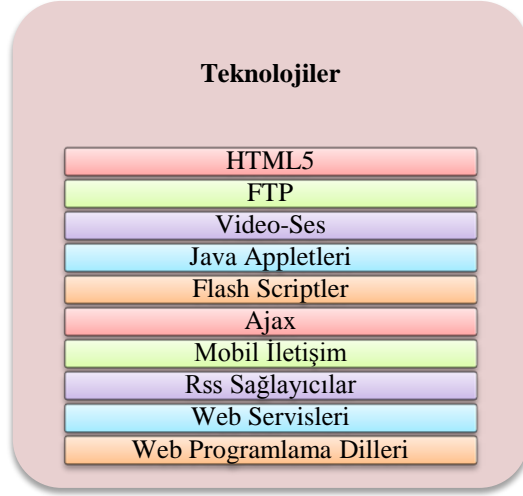 Teknolojiler
HTML5
FTP
Video-Ses
Java Appletleri
Flash Scriptler
Ajax
Mobil İletişim
Rss Sağlayıcılar
Web Servisleri
Web Programlama Dilleri